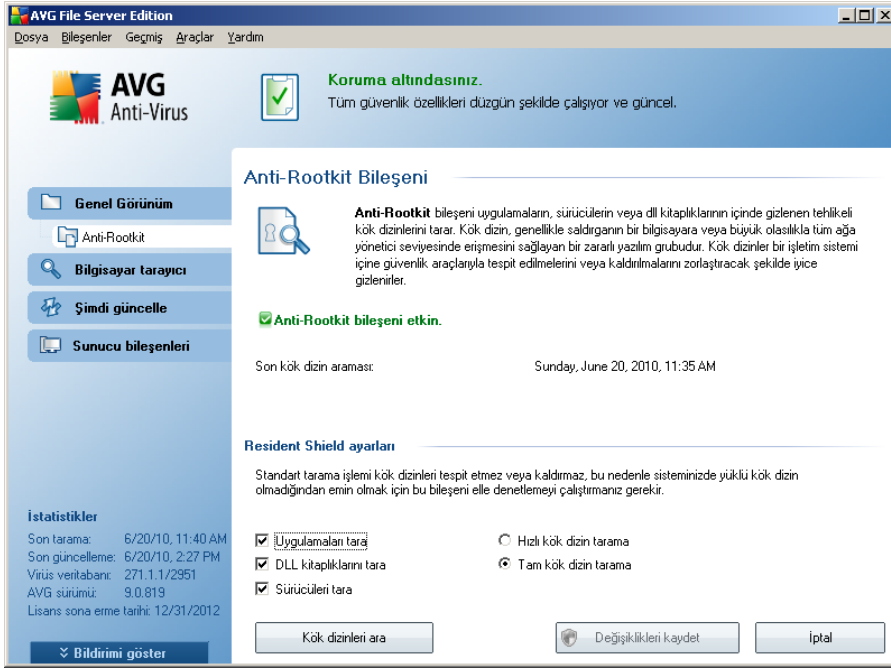 AVG File Server Edition
Dosya Bileşenler Geçmiş Araçlar Yardım
AVG
Anti-Virus
Koruma altındasınız.
Tüm güvenlik özellikleri düzgün şekilde çalışıyor ve güncel.
Genel Görünüm
Anti-Rootkit
Bilgisayar tarayıcı
Şimdi güncelle
Sunucu bileşenleri
Anti-Rootkit Bileşeni
Anti-Rootkit bileşeni uygulamaların, sürücülerin veya dll kitaplıklarının içinde gizlenen tehlikeli
kök dizinlerini tarar. Kök dizin, genellikle saldırganın bir bilgisayara veya büyük olasılıkla tüm ağa
yönetici seviyesinde erişmesini sağlayan bir zararlı yazılım grubudur. Kök dizinler bir işletim sistemi
içine güvenlik araçlarıyla tespit edilmelerini veya kaldırılmalarını zorlaştıracak şekilde iyice
gizlenirler.
Anti-Rootkit bileşeni etkin.
Son kök dizin araması: Sunday, June 20, 2010, 11:35 AM
Resident Shield ayarları
Standart tarama işlemi kök dizinleri tespit etmez veya kaldırmaz, bu nedenle sisteminizde yüklü kök dizin
olmadığından emin olmak için bu bileşeni elle denetlemeyi çalıştırmanız gerekir.
Uygulamaları tara
Hızlı kök dizin tarama
DLL kitaplıklarını tara
Tam kök dizin tarama
Sürücüleri tara
Kök dizinleri ara
Değişiklikleri kaydet
İptal
İstatistikler
Son tarama: 6/20/10, 11:40 AM
Son güncelleme: 6/20/10, 2:27 PM
Virüs veritabanı: 271.1.1/2951
AVG sürümü: 9.0.819
Lisans sona erme tarihi: 12/31/2012
Bildirimi göster